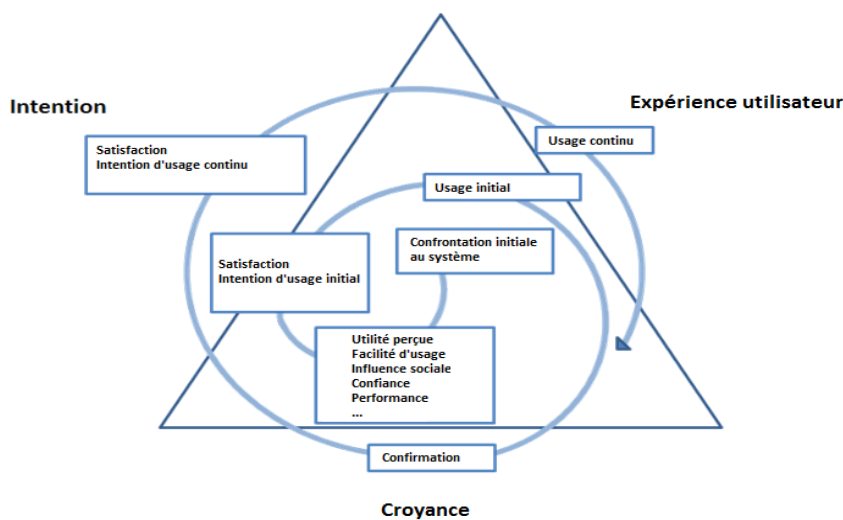 Intention
Expérience utilisateur
Usage continu
Satisfaction
Intention d'usage continu
Usage initial
Confrontation initiale
au système
Satisfaction
Intention d'usage initial
Utilité perçue
Facilité d'usage
Influence sociale
Confiance
Performance
...
Confirmation
Croyance